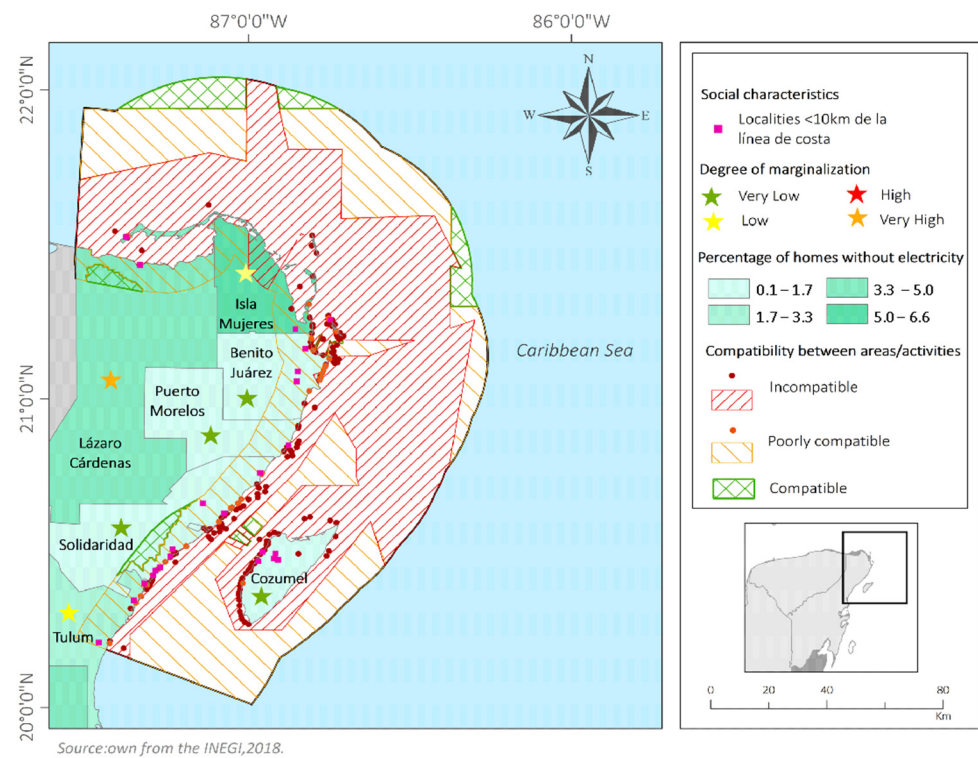 87°0'0"W
86°0'0"W
22°0'0"N
21°0'0"N
20°0'0"N
N
W
E
S
Isla
Mujeres
Benito
Juárez
Puerto
Morelos
Lázaro
Cárdenas
Solidaridad
Cozumel
Tulum
Caribbean Sea
Social characteristics
Localities <10km de la
línea de costa
Degree of marginalization
Very Low
High
Low
Very High
Percentage of homes without electricity
0.1 – 1.7
3.3 – 5.0
1.7 – 3.3
5.0 – 6.6
Compatibility between areas/activities
Incompatible
Poorly compatible
Compatible
0
20
40
80
Km
Source:own from the INEGI,2018.